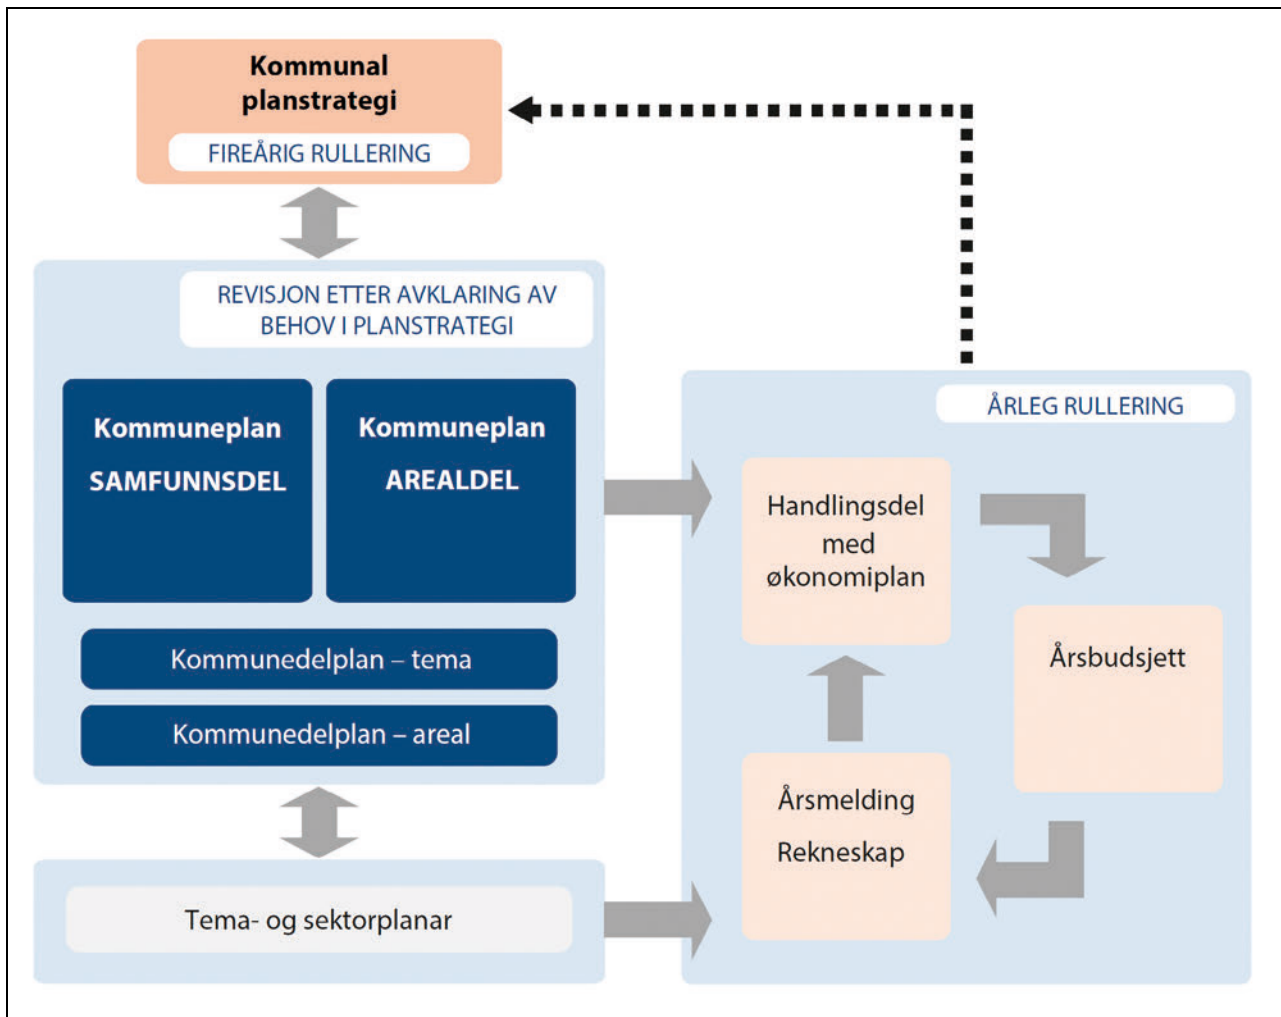 Kommunal
planstrategi
FIREÅRIG RULLERING
REVISJON ETTER AVKLARING AV
BEHOV I PLANSTRATEGI
Kommuneplan
SAMFUNNSDEL
Kommuneplan
AREALDEL
Kommunedelplan – tema
Kommunedelplan – areal
Tema- og sektorplanar
ÅRLEG RULLERING
Handlingsdel
med
økonomiplan
Årsbudsjett
Årsmelding
Rekneskap